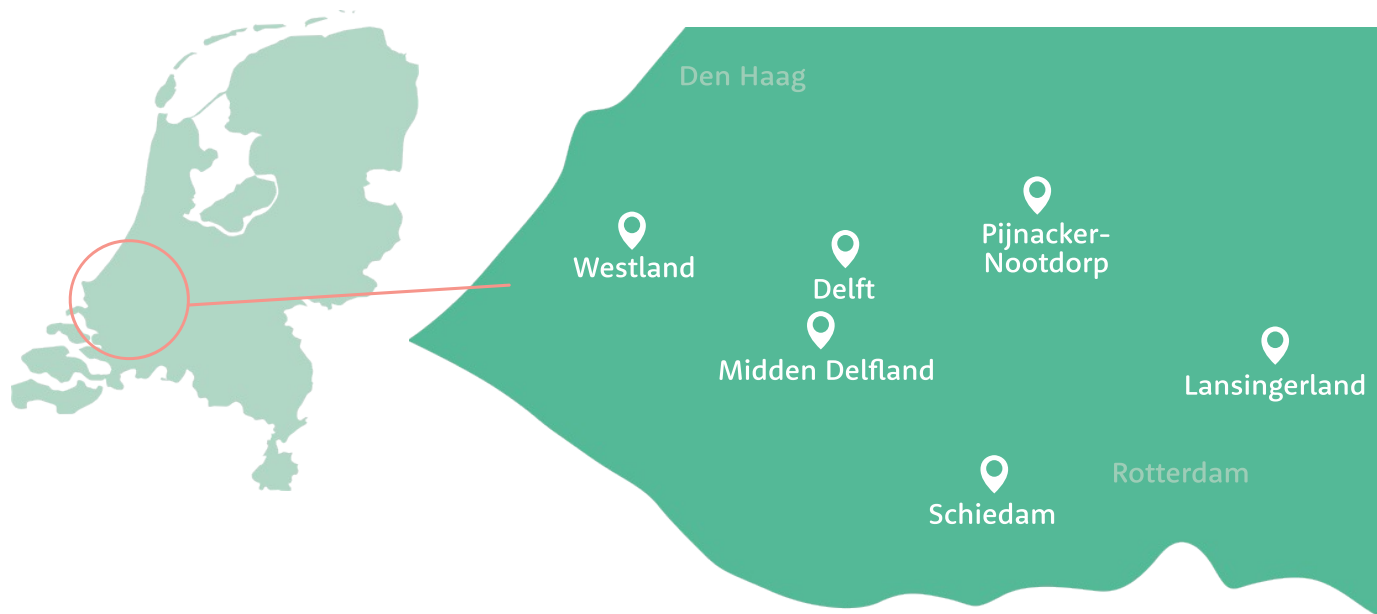 Den Haag
Pijnacker-
Nootdorp
Westland
Delft
Midden Delfland
Lansingerland
Rotterdam
Schiedam